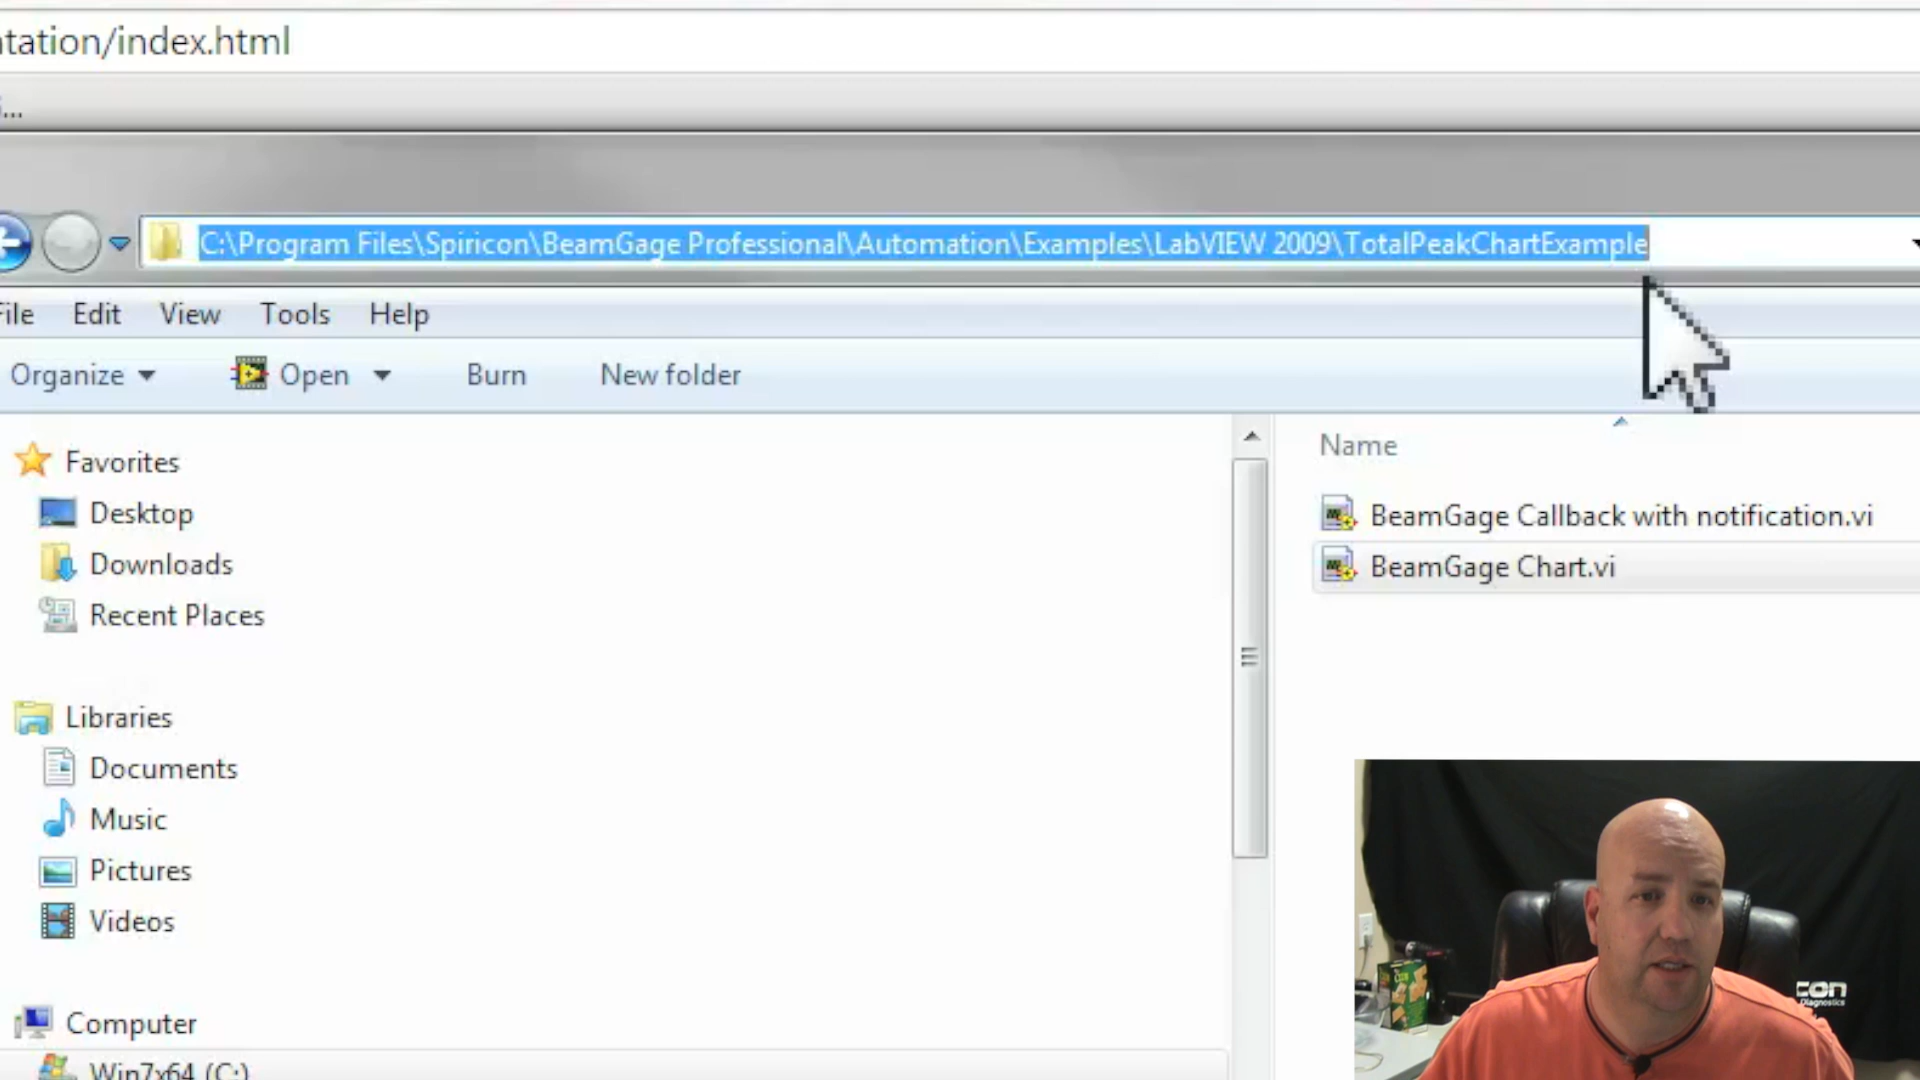 tation/index.html
...
C:\Program Files\Spiricon\BeamGage Professional\Automation\Examples\LabVIEW 2009\TotalPeakChartExample
File Edit View Tools Help
Organize Open Burn New folder
Favorites
Desktop
Downloads
Recent Places
Libraries
Documents
Music
Pictures
Videos
Computer
Win7x64 (C:)
Name
BeamGage Callback with notification.vi
BeamGage Chart.vi
con
Diagnostics